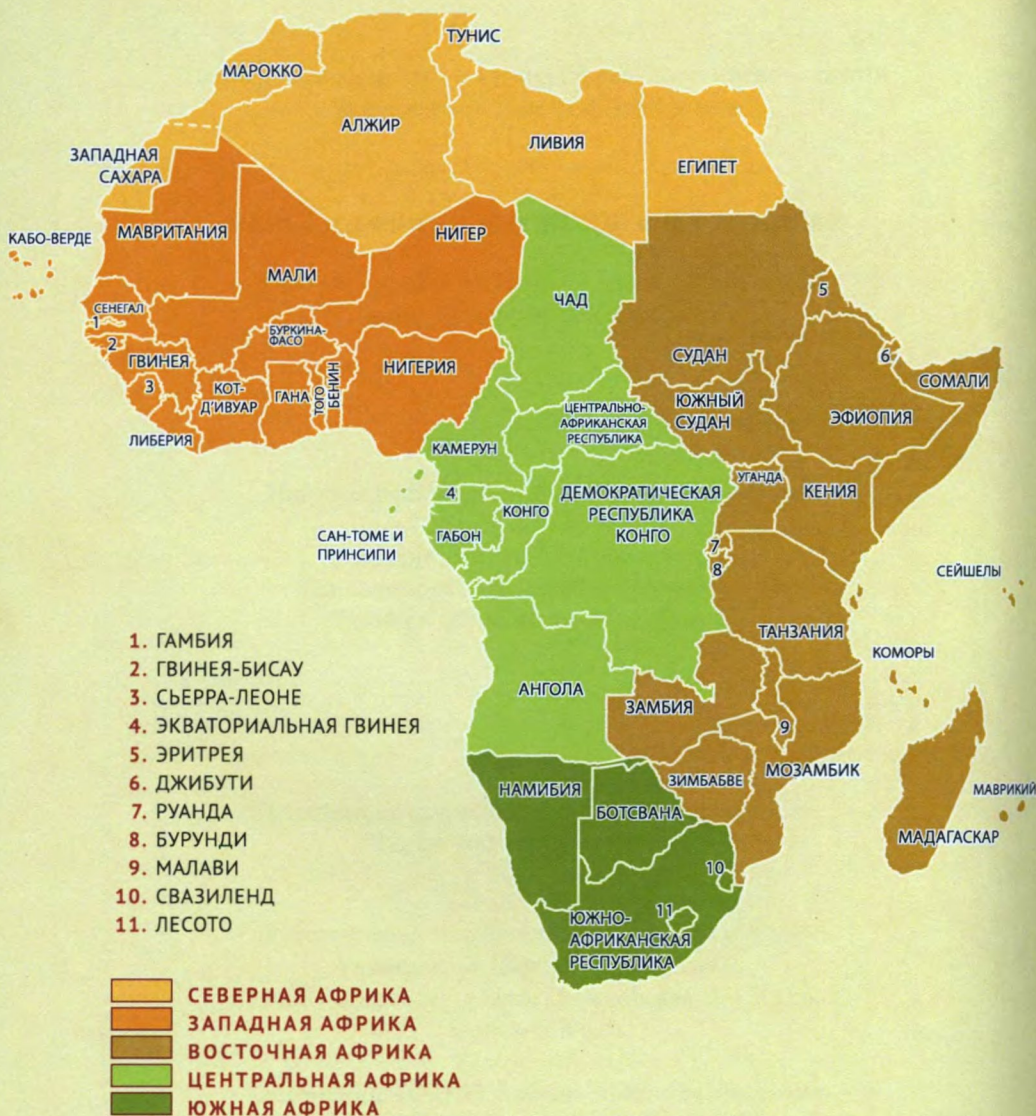 ТУНИС
МАРОККО
АЛЖИР
ЛИВИЯ
ЕГИПЕТ
ЗАПАДНАЯ
САХАРА
КАБО-ВЕРДЕ
МАВРИТАНИЯ
МАЛИ
НИГЕР
ЧАД
СУДАН
5
СЕНЕГАЛ
1
2
ГВИНЕЯ
3
БУРКИНА-
ФАСО
КОТ-
Д'ИВУАР
ГАНА
ТОГО
БЕНИН
НИГЕРИЯ
ЛИБЕРИЯ
6
СОМАЛИ
ЭФИОПИЯ
ЮЖНЫЙ
СУДАН
ЦЕНТРАЛЬНО-
АФРИКАНСКАЯ
РЕСПУБЛИКА
КАМЕРУН
4
ГАБОН
КОНГО
ДЕМОКРАТИЧЕСКАЯ
РЕСПУБЛИКА
КОНГО
УГАНДА
КЕНИЯ
САН-ТОМЕ И
ПРИНСИПИ
7
8
СЕЙШЕЛЫ
ТАНЗАНИЯ
КОМОРЫ
АНГОЛА
ЗАМБИЯ
9
МОЗАМБИК
ЗИМБАБВЕ
НАМИБИЯ
БОТСВАНА
МАВРИКИЙ
МАДАГАСКАР
10
11
ЮЖНО-
АФРИКАНСКАЯ
РЕСПУБЛИКА
1. ГАМБИЯ
2. ГВИНЕЯ-БИСАУ
3. СЬЕРРА-ЛЕОНЕ
4. ЭКВАТОРИАЛЬНАЯ ГВИНЕЯ
5. ЭРИТРЕЯ
6. ДЖИБУТИ
7. РУАНДА
8. БУРУНДИ
9. МАЛАВИ
10. СВАЗИЛЕНД
11. ЛЕСОТО
СЕВЕРНАЯ АФРИКА
ЗАПАДНАЯ АФРИКА
ВОСТОЧНАЯ АФРИКА
ЦЕНТРАЛЬНАЯ АФРИКА
ЮЖНАЯ АФРИКА